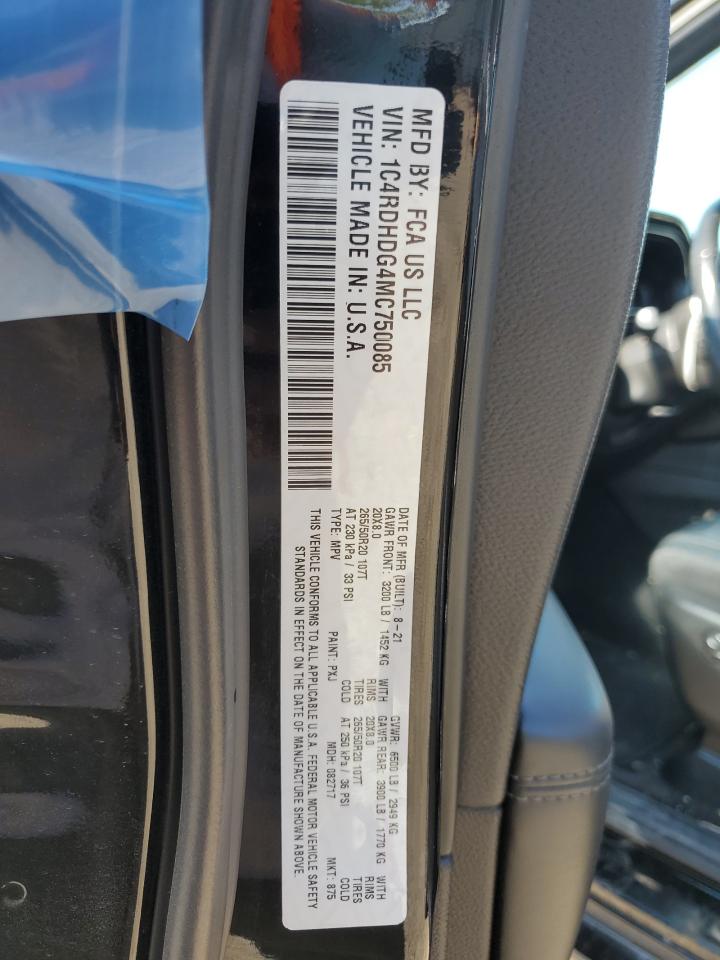 MFD BY: FCA US LLC
VIN: 1C4RDHDG4MC750085
VEHICLE MADE IN: U.S.A.
DATE OF MFR (BUILT): 8-21 GVWR: 6500 LB / 2949 KG
GAWR FRONT: 3200 LB / 1452 KG WITH GAWR REAR: 3900 LB / 1770 KG WITH
20X8.0 RIMS 20X8.0 RIMS
265/50R20 107T TIRES 265/50R20 107T TIRES
AT 230 kPa / 33 PSI COLD AT 250 kPa / 36 PSI COLD
TYPE: MPV PAINT: PXJ MDH: 082717 MKT: 875
THIS VEHICLE CONFORMS TO ALL APPLICABLE U.S.A. FEDERAL MOTOR VEHICLE SAFETY
STANDARDS IN EFFECT ON THE DATE OF MANUFACTURE SHOWN ABOVE.